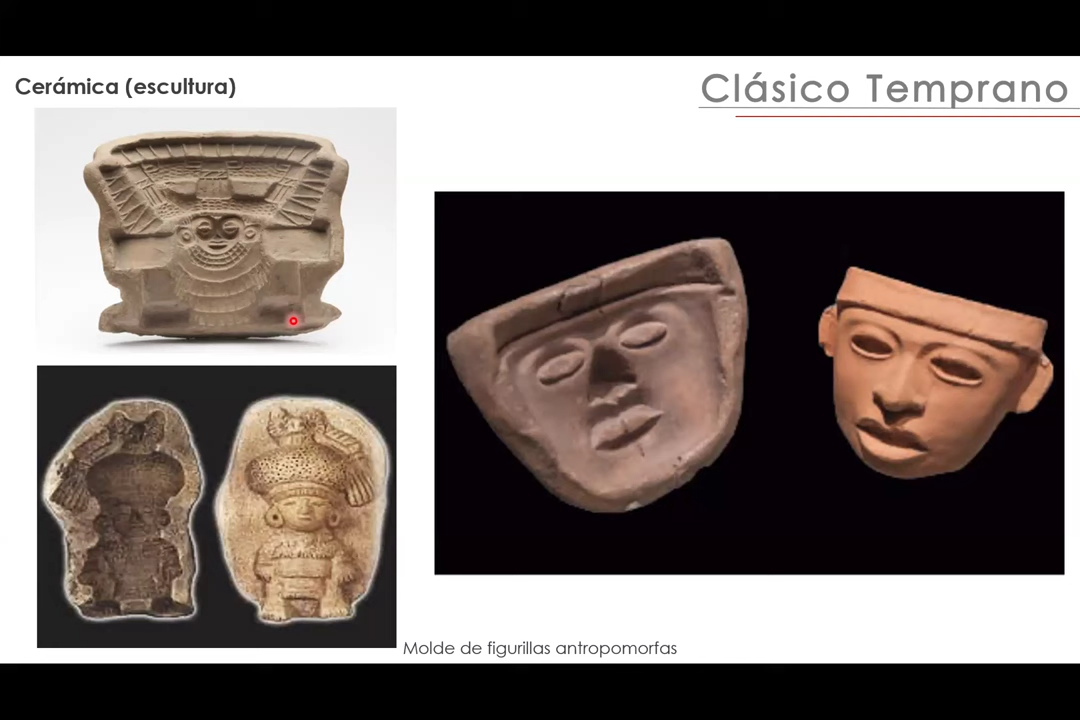 Cerámica (escultura)
Clásico Temprano
Molde de figurillas antropomorfas